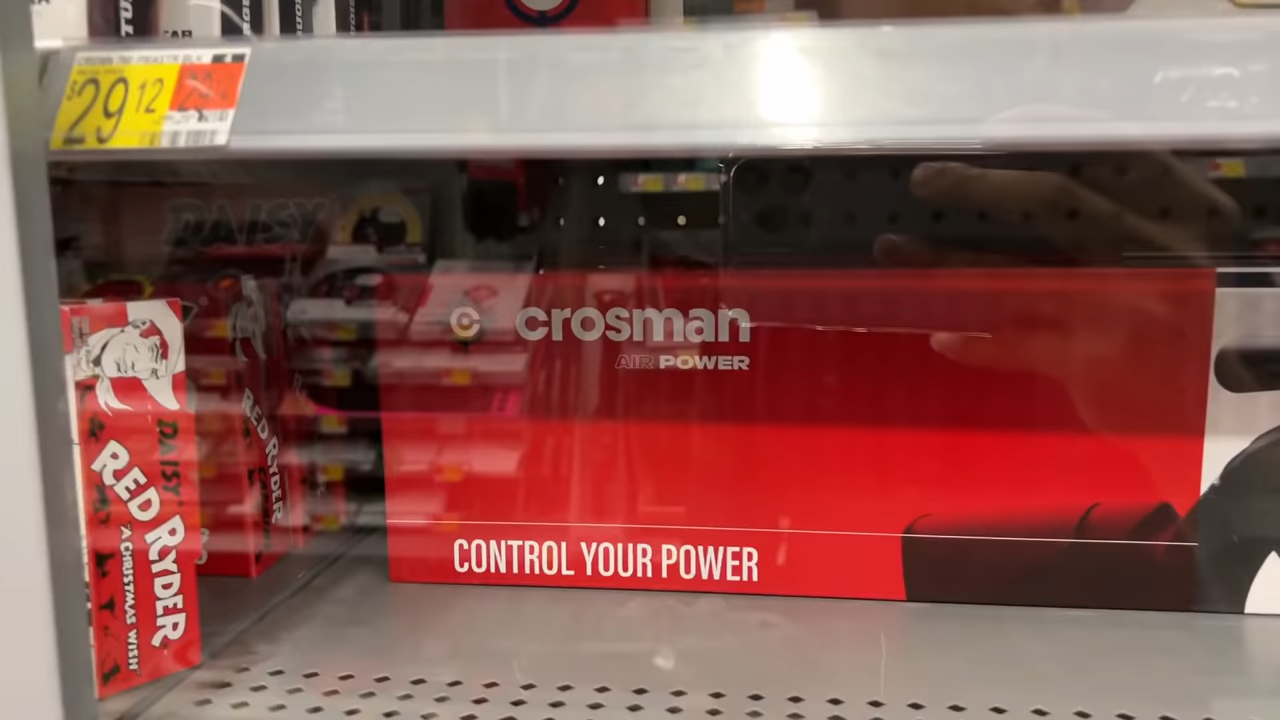 $29 12
DAISY
crosman
AIR POWER
DAISY
RED RYDER
"A CHRISTMAS WISH"
RED RYDER
CONTROL YOUR POWER